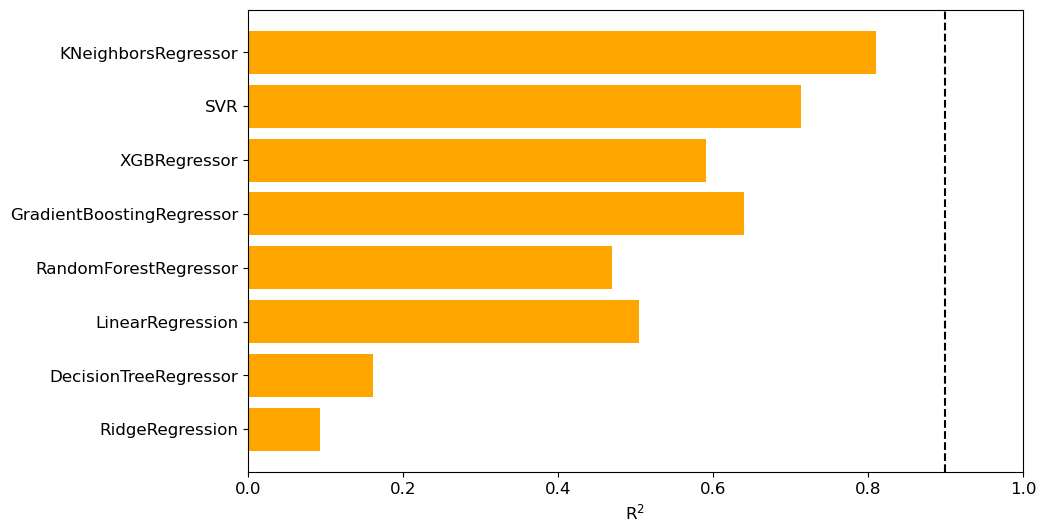 KNeighborsRegressor
SVR
XGBRegressor
GradientBoostingRegressor
RandomForestRegressor
LinearRegression
DecisionTreeRegressor
RidgeRegression
0.0 0.2 0.4 0.6 0.8 1.0
R²